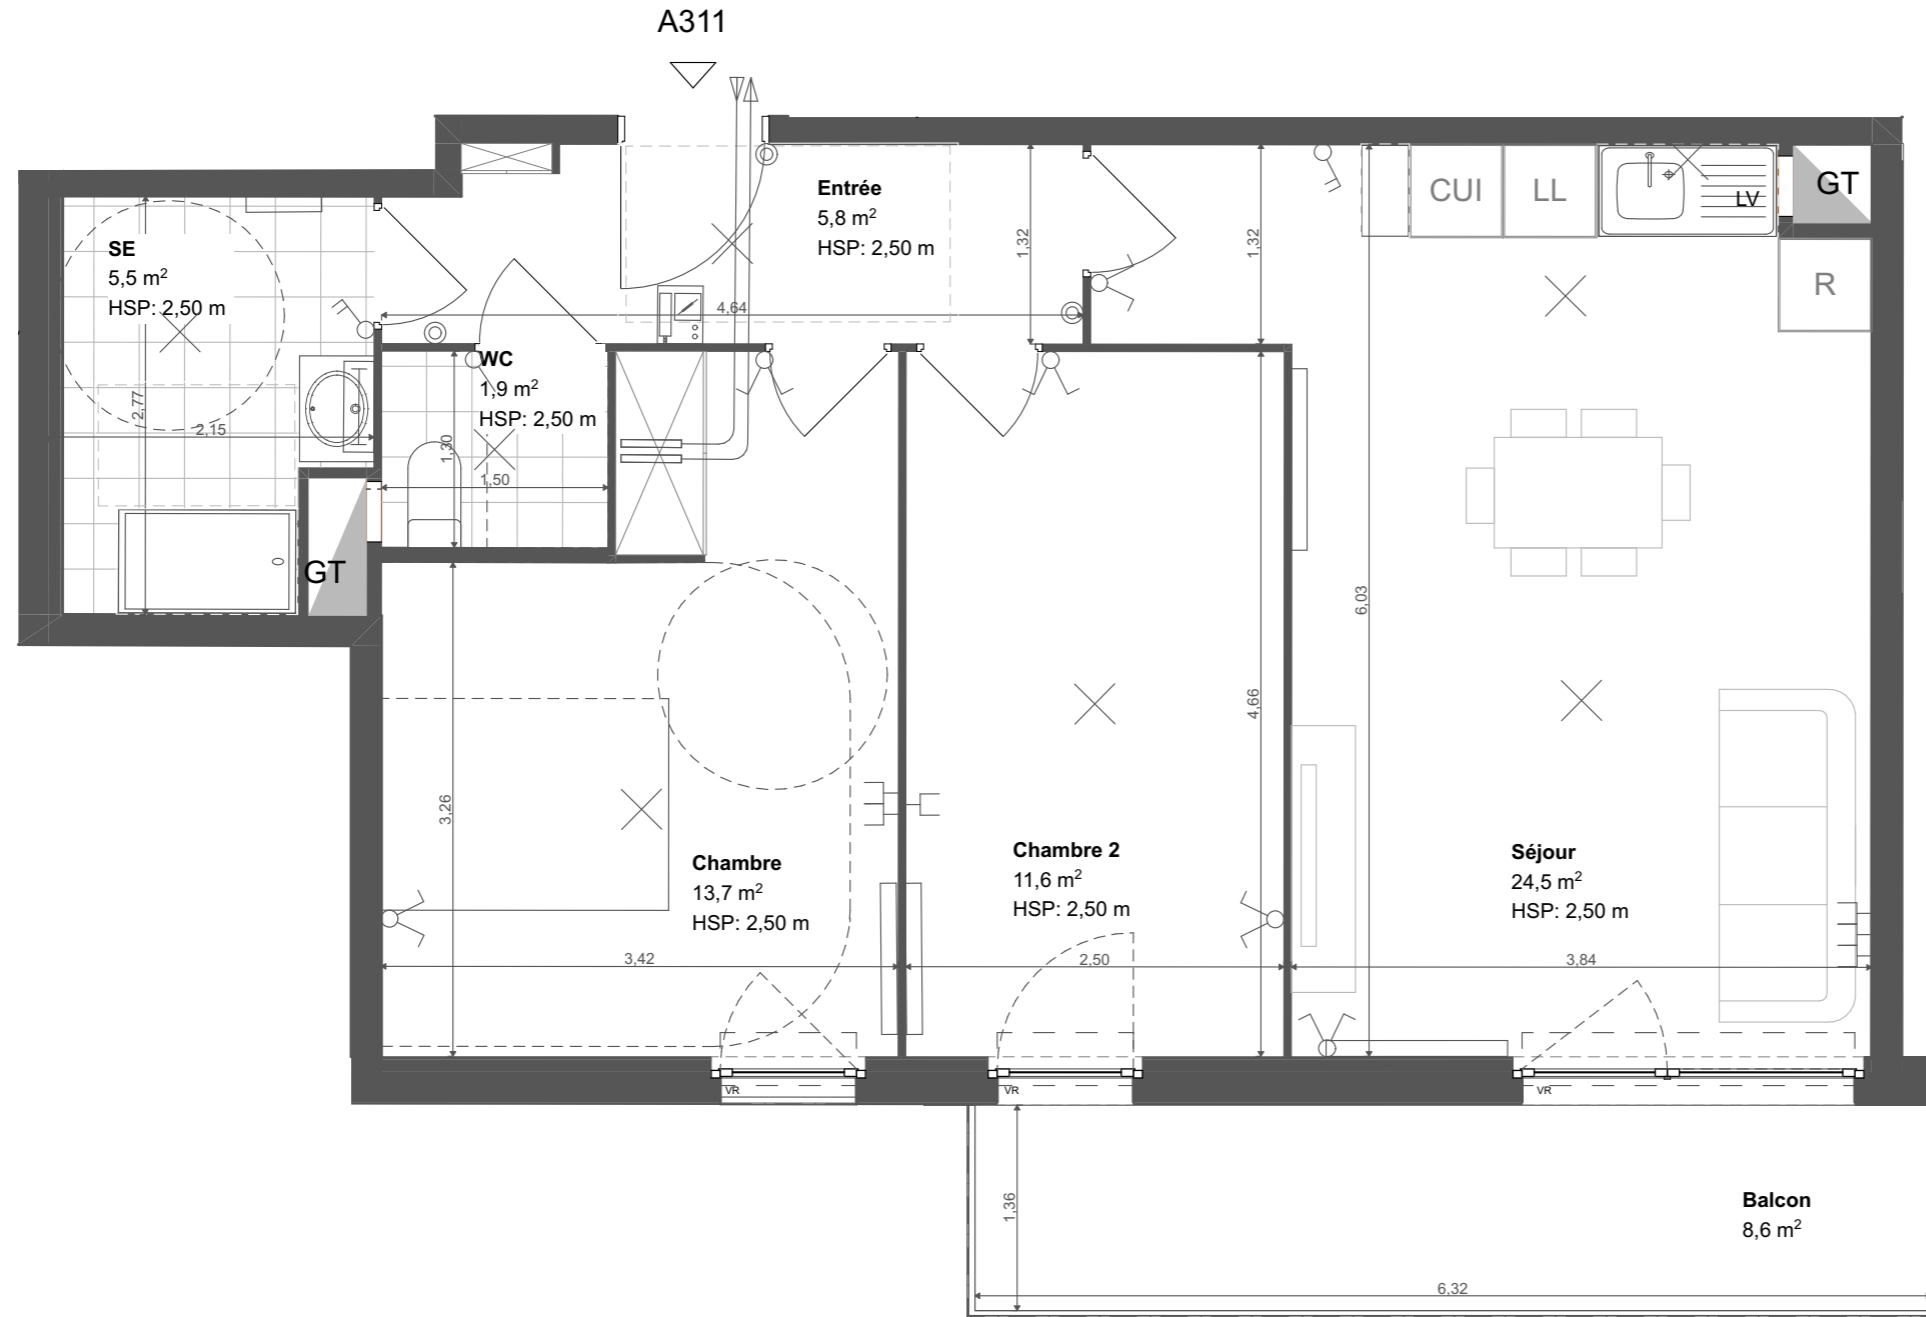 A311
Entrée
5,8 m²
HSP: 2,50 m
CUI
LL
LV
GT
R
SE
5,5 m²
HSP: 2,50 m
1,32
1,32
4,64
WC
1,9 m²
HSP: 2,50 m
2,77
2,15
1,30
1,50
GT
6,03
4,66
3,26
Chambre
13,7 m²
HSP: 2,50 m
Chambre 2
11,6 m²
HSP: 2,50 m
Séjour
24,5 m²
HSP: 2,50 m
3,42
2,50
3,84
VR
VR
VR
1,36
Balcon
8,6 m²
6,32